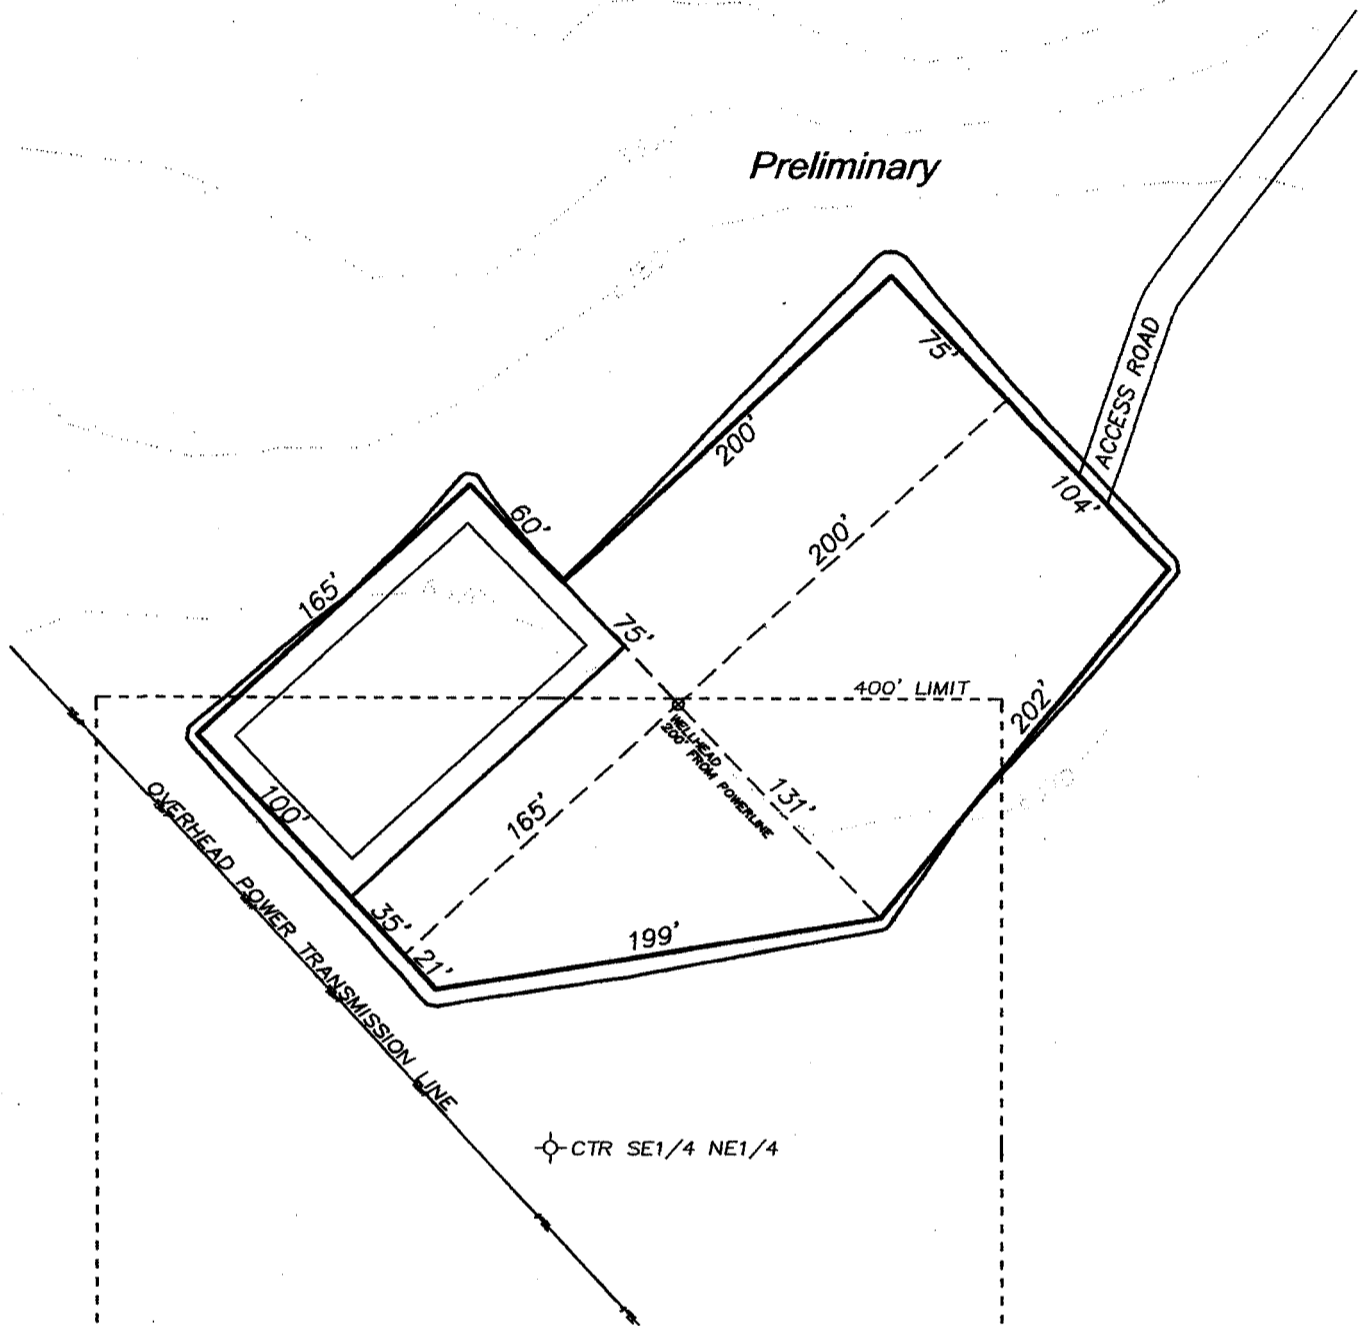 Preliminary
75'
ACCESS ROAD
200'
104'
60'
200'
165'
75'
400' LIMIT
202'
WELLHEAD
200' FROM POWERLINE
131'
100'
165'
OVERHEAD POWER TRANSMISSION LINE
35'
21'
199'
CTR SE1/4 NE1/4